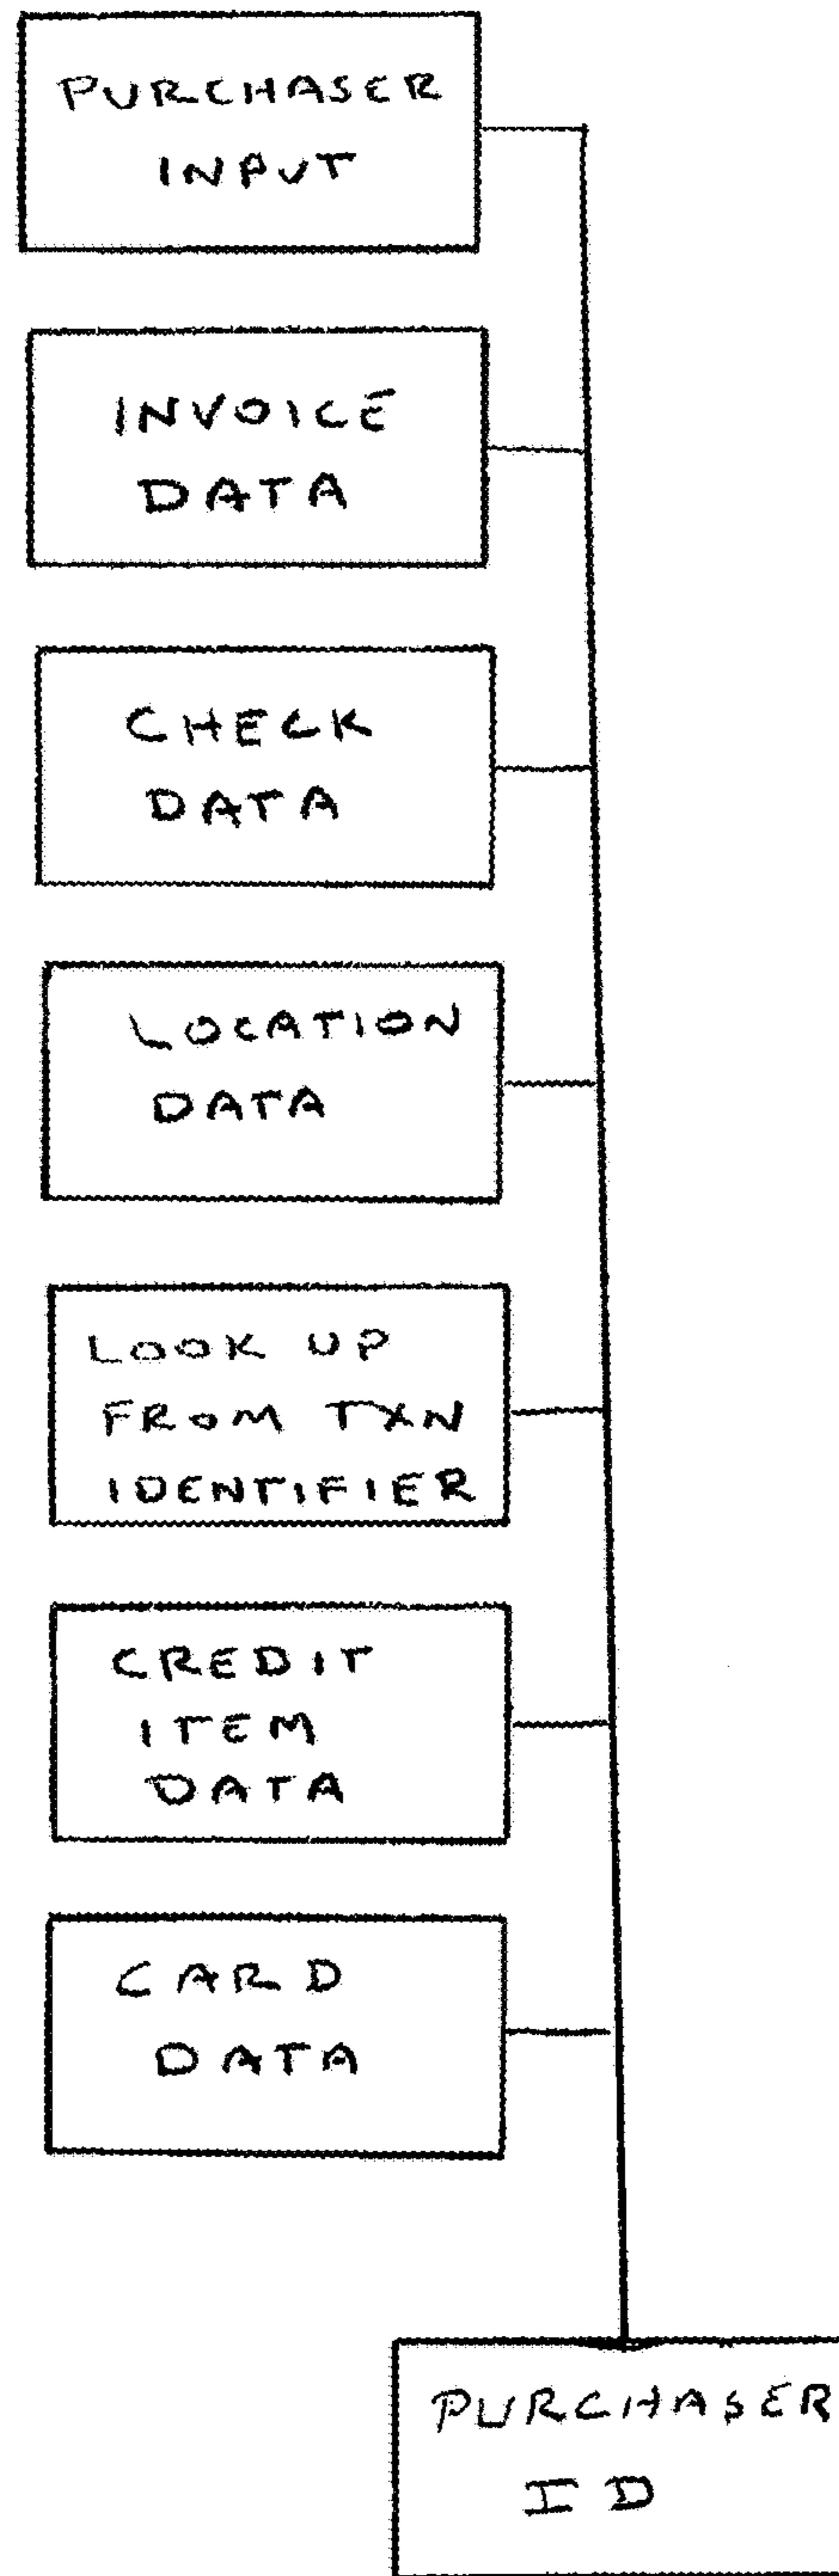 PURCHASER
INPUT
INVOICE
DATA
CHECK
DATA
LOCATION
DATA
LOOK UP
FROM TXN
IDENTIFIER
CREDIT
ITEM
DATA
CARD
DATA
PURCHASER
ID